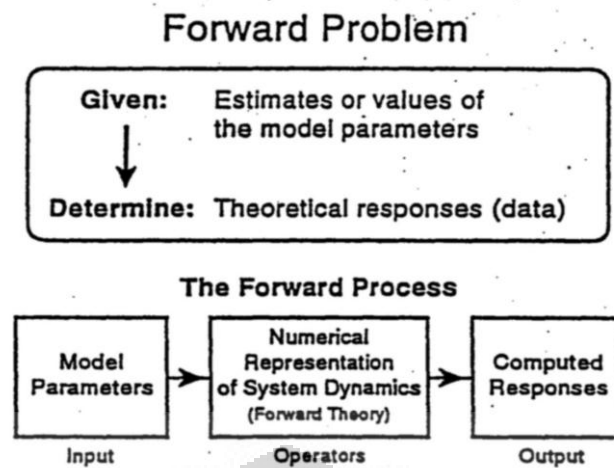 Forward Problem
Given: Estimates or values of
the model parameters
Determine: Theoretical responses (data)
The Forward Process
Model
Parameters
Numerical
Representation
of System Dynamics
(Forward Theory)
Computed
Responses
Input
Operators
Output